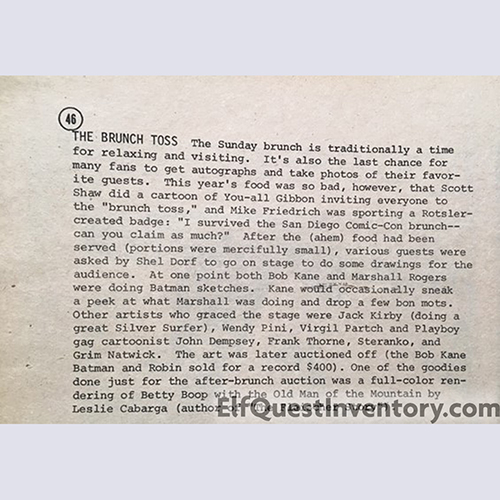 46
THE BRUNCH TOSS The Sunday brunch is traditionally a time
for relaxing and visiting. It's also the last chance for
many fans to get autographs and take photos of their favor-
ite guests. This year's food was so bad, however, that Scott
Shaw did a cartoon of You-all Gibbon inviting everyone to
the "brunch toss," and Mike Friedrich was sporting a Rotsler-
created badge: "I survived the San Diego Comic-Con brunch--
can you claim as much?" After the (ahem) food had been
served (portions were mercifully small), various guests were
asked by Shel Dorf to go on stage to do some drawings for the
audience. At one point both Bob Kane and Marshall Rogers
were doing Batman sketches. Kane would occasionally sneak
a peek at what Marshall was doing and drop a few bon mots.
Other artists who graced the stage were Jack Kirby (doing a
great Silver Surfer), Wendy Pini, Virgil Partch and Playboy
gag cartoonist John Dempsey, Frank Thorne, Steranko, and
Grim Natwick. The art was later auctioned off (the Bob Kane
Batman and Robin sold for a record $400). One of the goodies
done just for the after-brunch auction was a full-color ren-
dering of Betty Boop with the Old Man of the Mountain by
Leslie Cabarga (author of "The Fleischer Story")
ElfQuestInventory.com